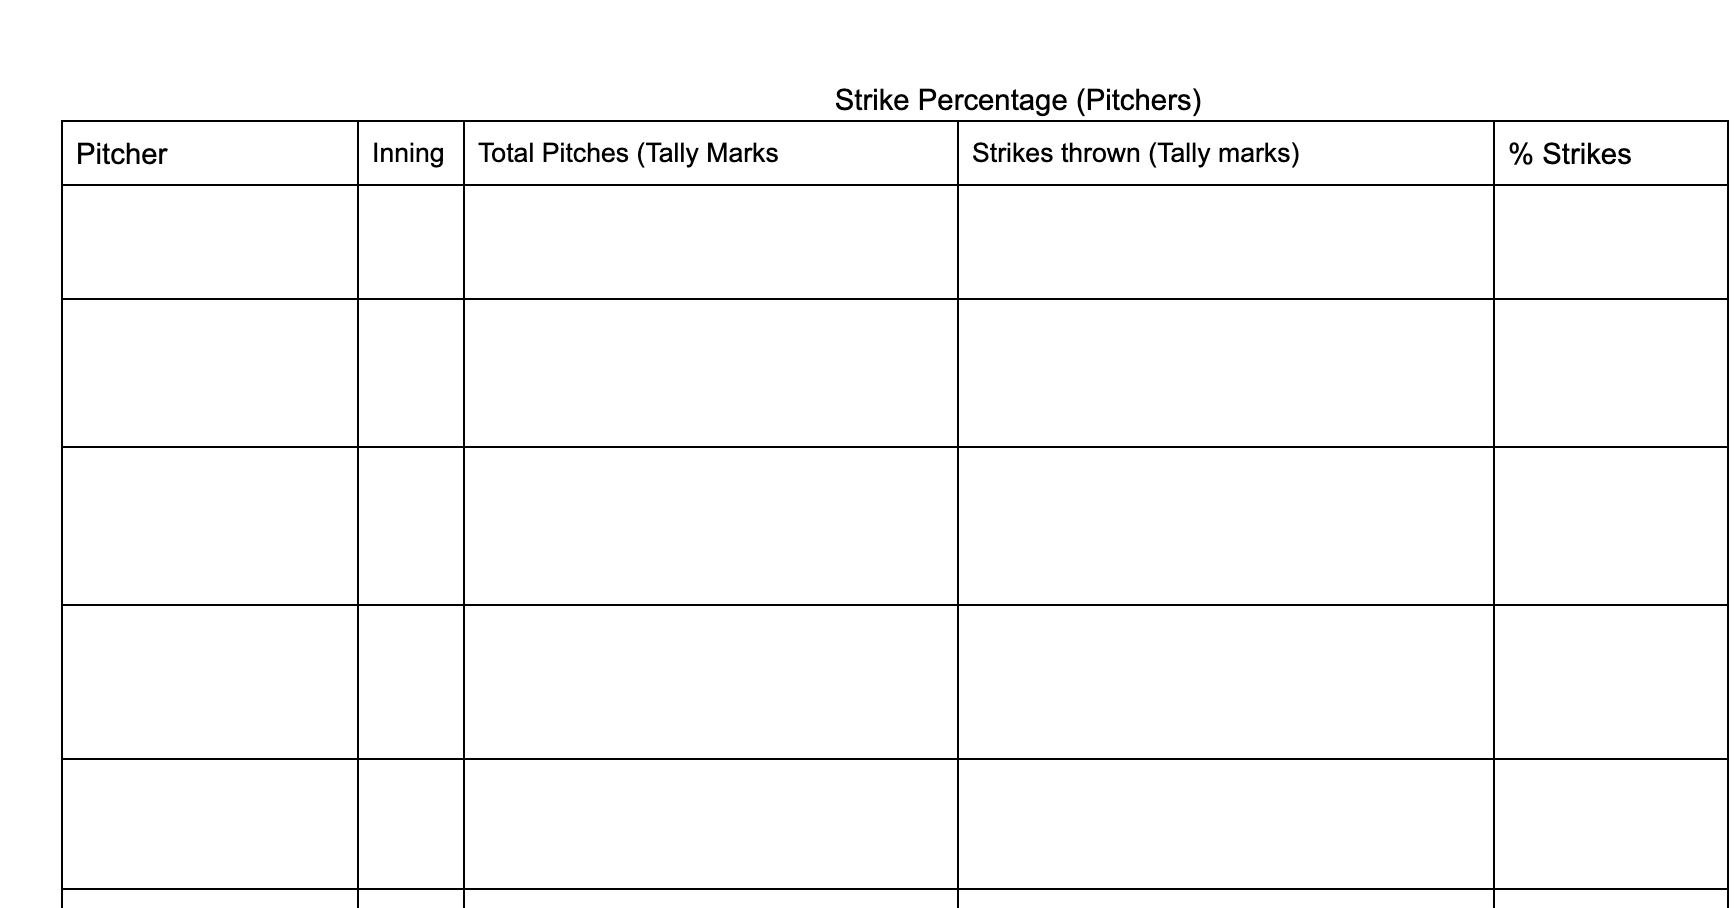 Strike Percentage (Pitchers)
Pitcher Inning Total Pitches (Tally Marks Strikes thrown (Tally marks) % Strikes